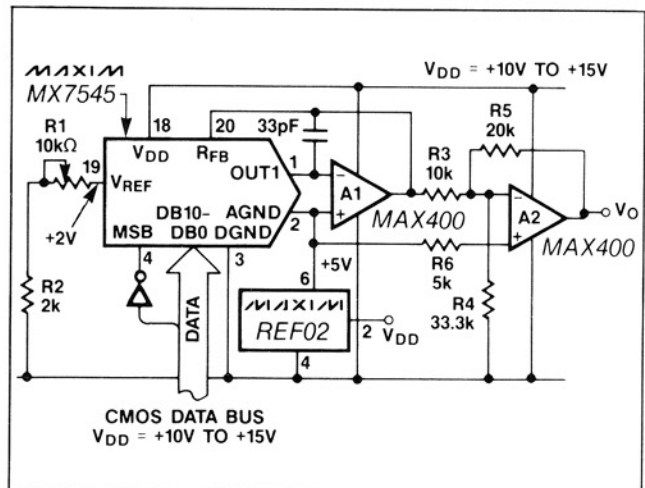 MAXIM
MX7545
VDD = +10V TO +15V
R1
10kΩ
19
18
20
33pF
R5
20k
VDD
RFB
OUT1
1
R3
10k
VREF
A1
A2
VO
+2V
DB10-
DB0
AGND
DGND
2
MAX400
MAX400
MSB
4
3
6
+5V
R6
5k
R2
2k
DATA
MAXIM
REF02
2
VDD
R4
33.3k
4
CMOS DATA BUS
VDD = +10V TO +15V